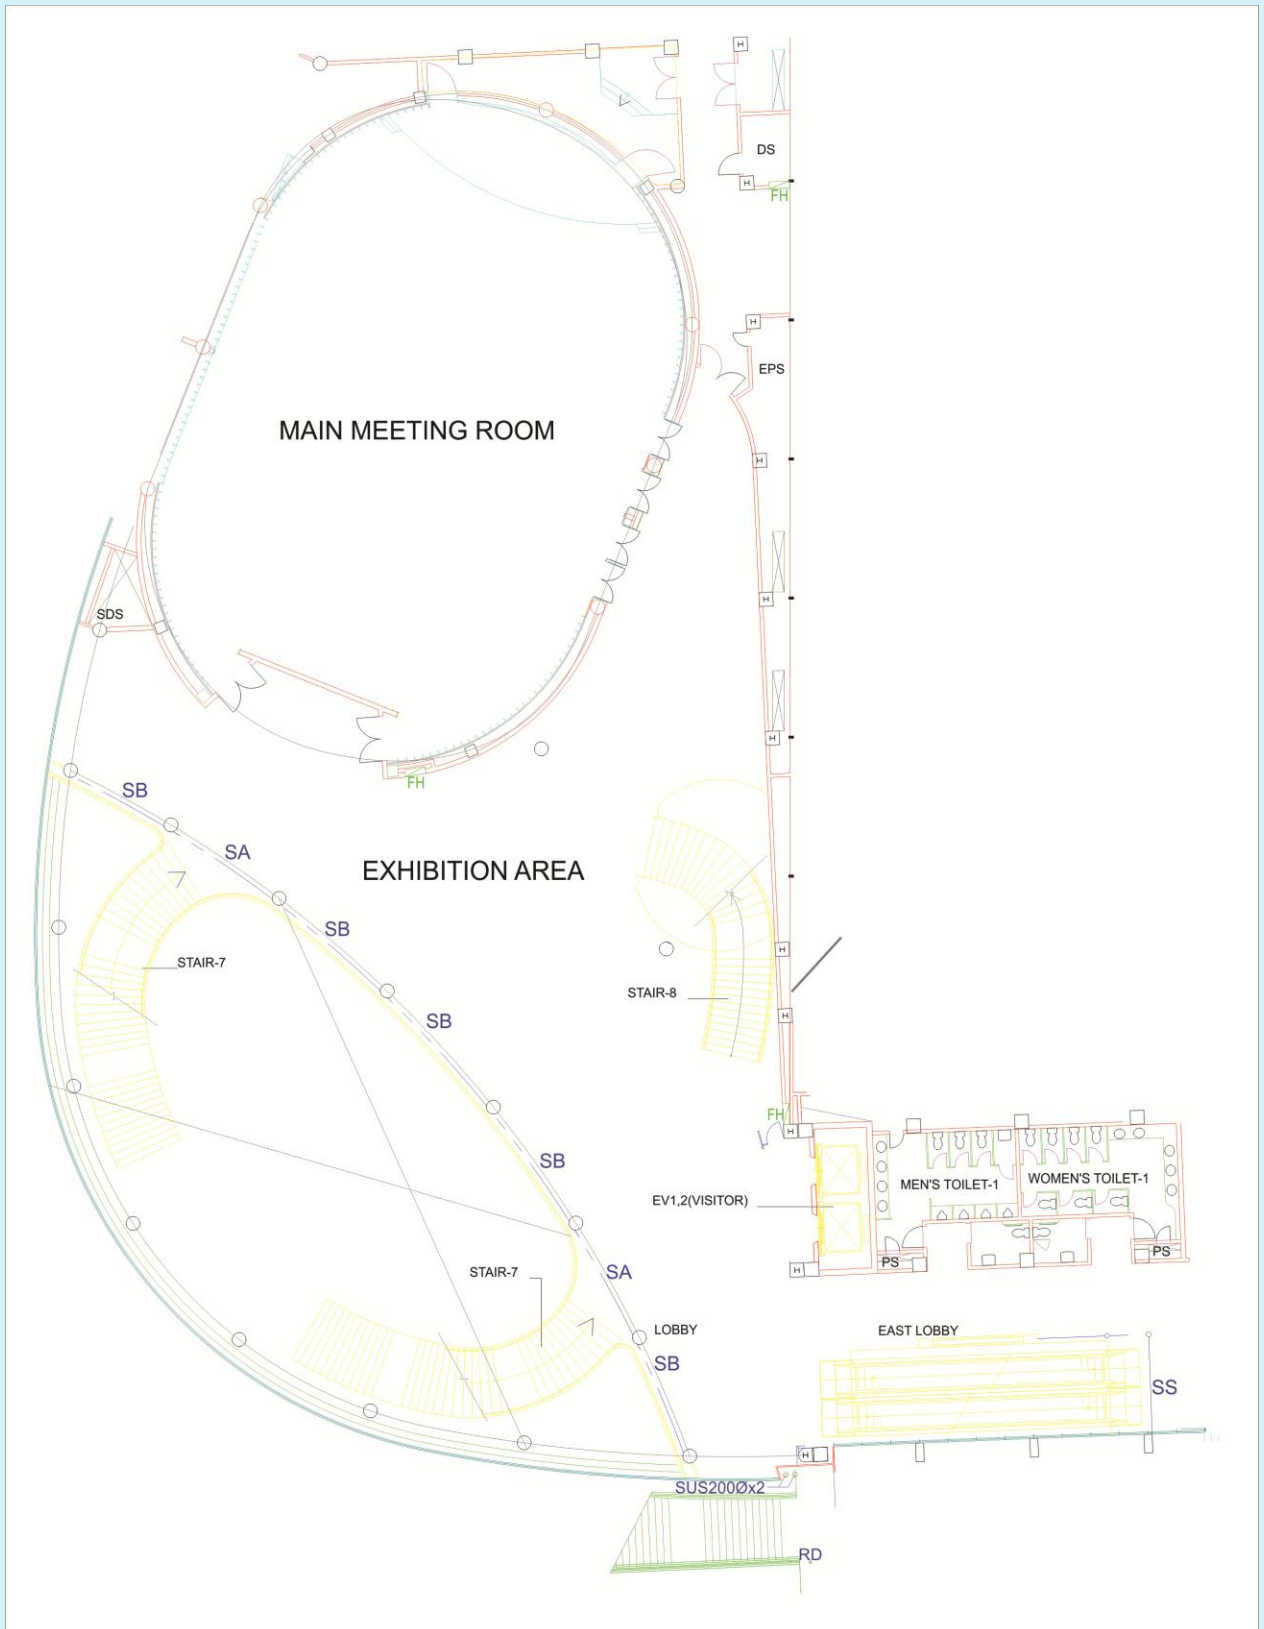 H
DS
H
FH
H
EPS
MAIN MEETING ROOM
H
H
SDS
H
FH
SB
SA
EXHIBITION AREA
SB
H
STAIR-7
STAIR-8
SB
H
FH
H
SB
MEN'S TOILET-1
WOMEN'S TOILET-1
EV1,2(VISITOR)
PS
PS
SA
H
STAIR-7
LOBBY
EAST LOBBY
SB
SS
H
SUS200Øx2
RD